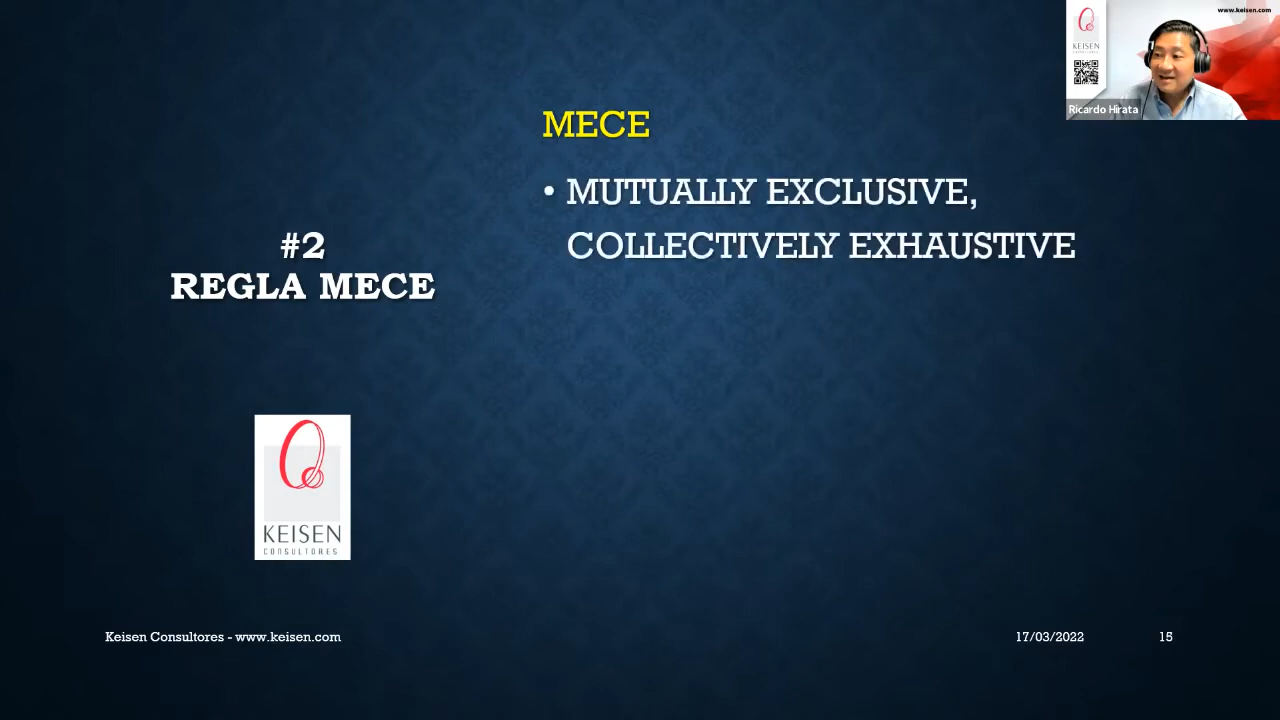 www.keisen.com
KEISEN
CONSULTORES
Ricardo Hirata
MECE
• MUTUALLY EXCLUSIVE,
COLLECTIVELY EXHAUSTIVE
#2
REGLA MECE
KEISEN
CONSULTORES
Keisen Consultores - www.keisen.com
17/03/2022
15